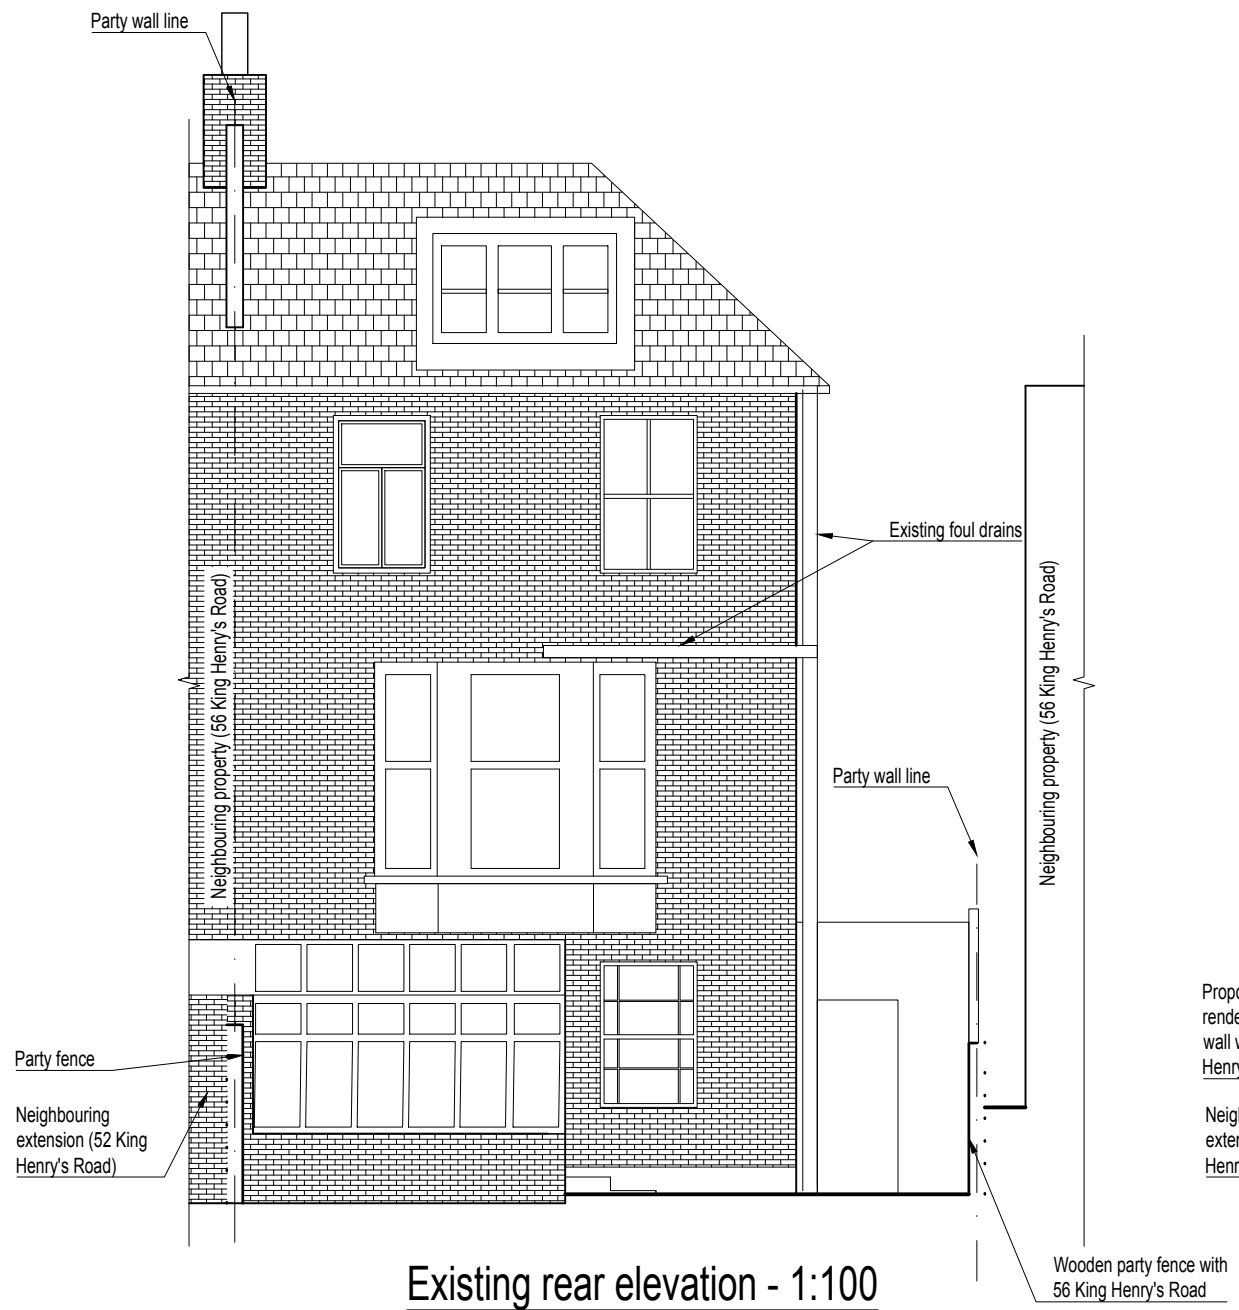 Party wall line
Existing foul drains
Neighbouring property (56 King Henry's Road)
Neighbouring property (56 King Henry's Road)
Party wall line
Party fence
Neighbouring
extension (52 King
Henry's Road)
Wooden party fence with
56 King Henry's Road
Existing rear elevation - 1:100